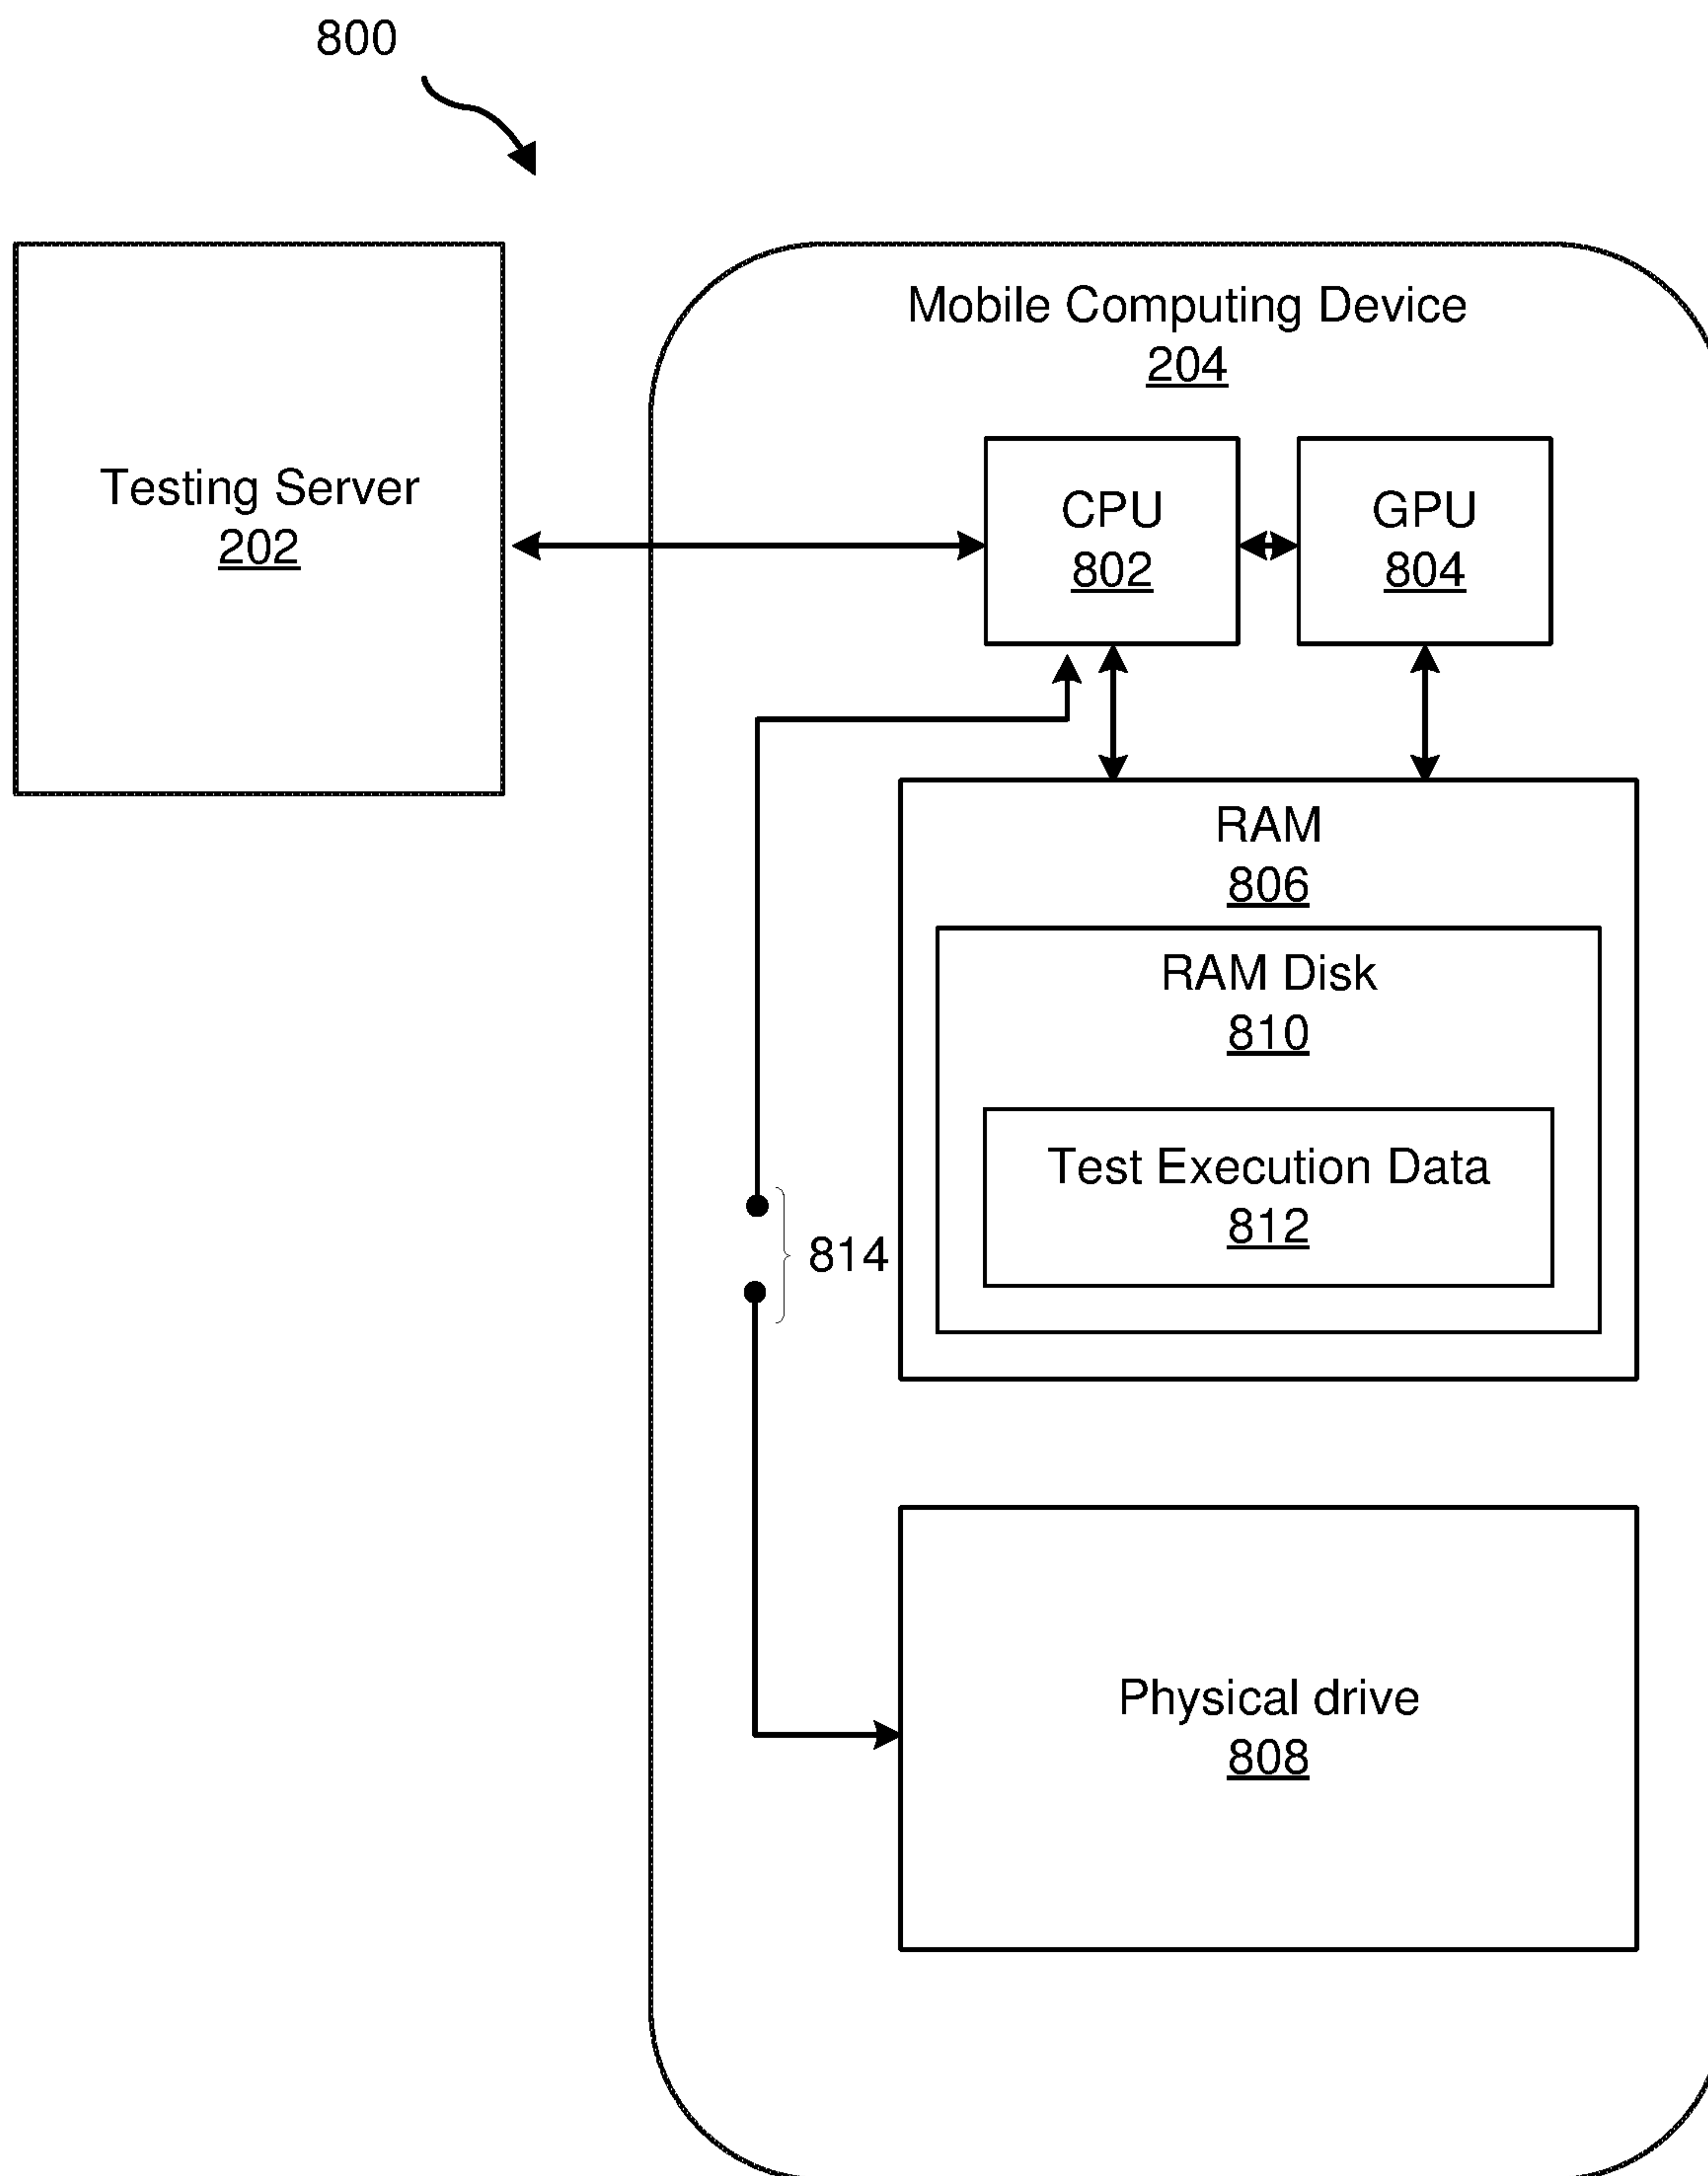 800
Testing Server
202
Mobile Computing Device
204
CPU
802
GPU
804
RAM
806
RAM Disk
810
Test Execution Data
812
814
Physical drive
808